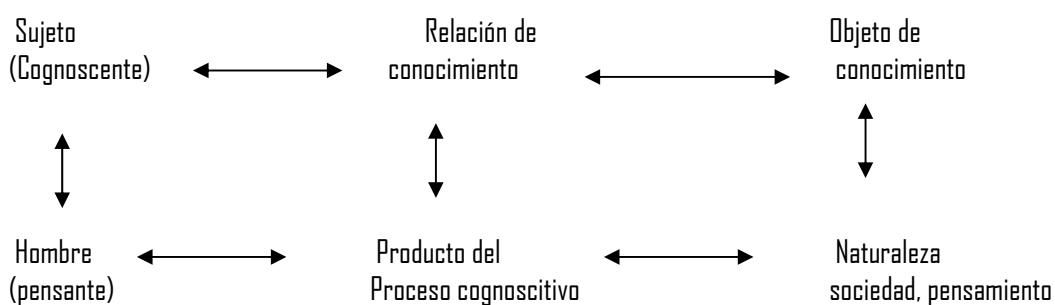 Sujeto
(Cognoscente)
Relación de
conocimiento
Objeto de
conocimiento
Hombre
(pensante)
Producto del
Proceso cognoscitivo
Naturaleza
sociedad, pensamiento